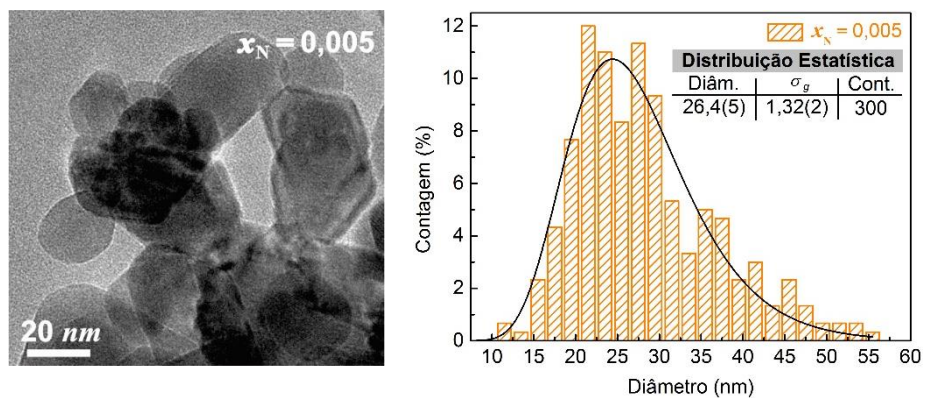 x_N = 0,005
20 nm
x_N = 0,005
Distribuição Estatística
Diâm. σ_g Cont.
26,4(5) 1,32(2) 300
Contagem (%)
12
10
8
6
4
2
0
10 15 20 25 30 35 40 45 50 55 60
Diâmetro (nm)